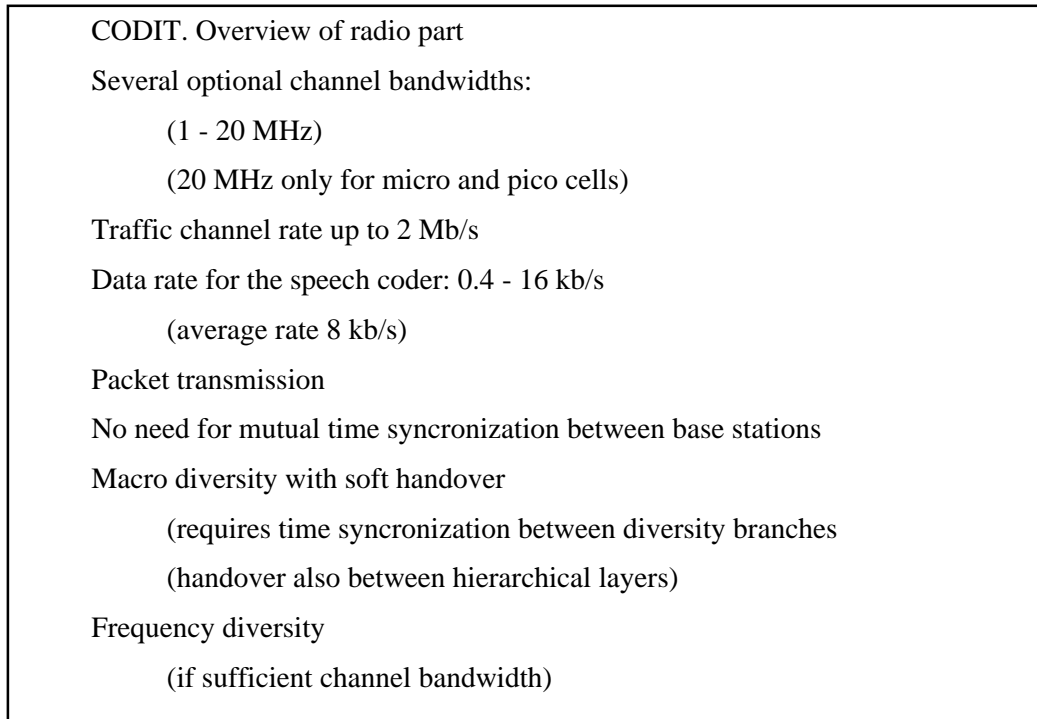 CODIT. Overview of radio part
Several optional channel bandwidths:
(1 - 20 MHz)
(20 MHz only for micro and pico cells)
Traffic channel rate up to 2 Mb/s
Data rate for the speech coder: 0.4 - 16 kb/s
(average rate 8 kb/s)
Packet transmission
No need for mutual time syncronization between base stations
Macro diversity with soft handover
(requires time syncronization between diversity branches
(handover also between hierarchical layers)
Frequency diversity
(if sufficient channel bandwidth)